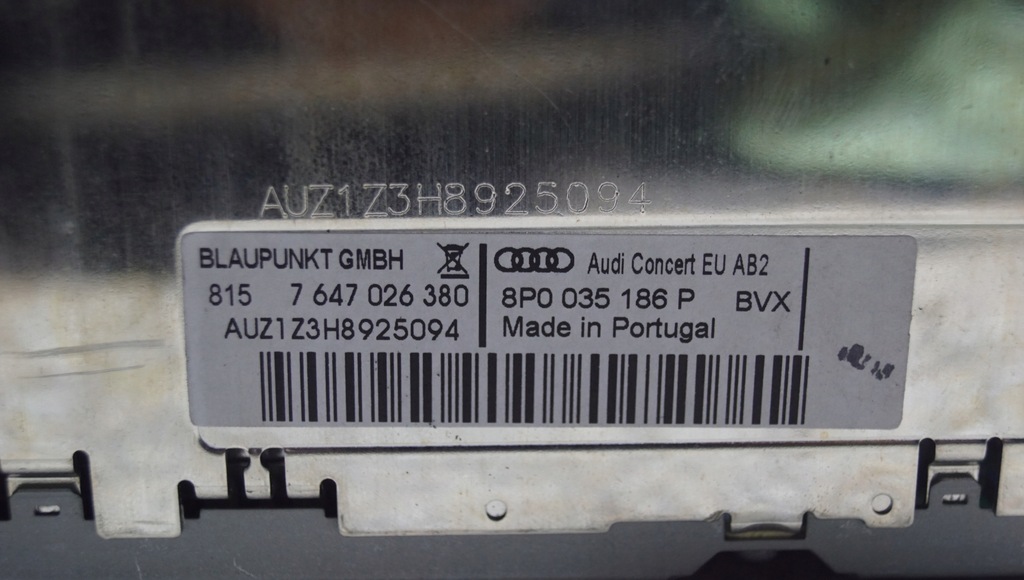 AUZ1Z3H8925094
BLAUPUNKT GMBH
815 7 647 026 380
AUZ1Z3H8925094
Audi Concert EU AB2
8P0 035 186 P BVX
Made in Portugal